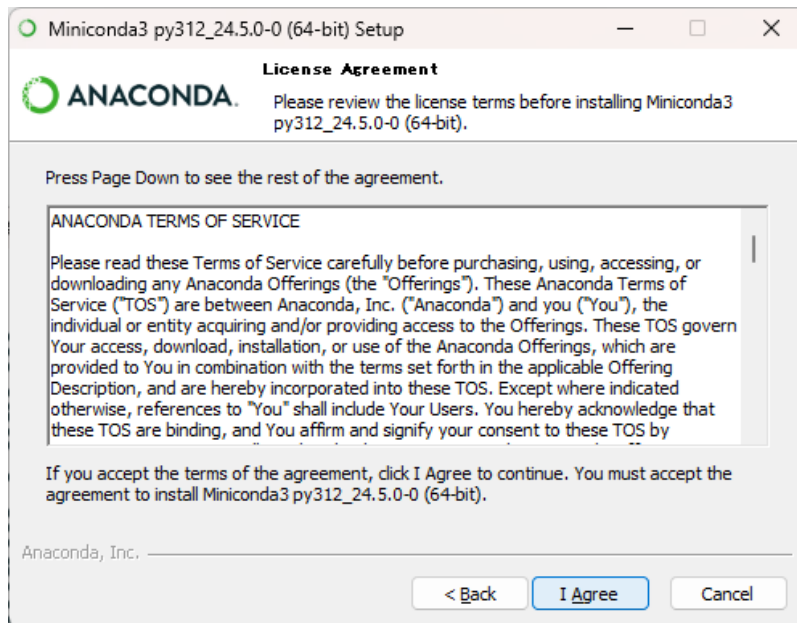 Miniconda3 py312_24.5.0-0 (64-bit) Setup
ANACONDA.
License Agreement
Please review the license terms before installing Miniconda3
py312_24.5.0-0 (64-bit).
Press Page Down to see the rest of the agreement.
ANACONDA TERMS OF SERVICE
Please read these Terms of Service carefully before purchasing, using, accessing, or
downloading any Anaconda Offerings (the "Offerings"). These Anaconda Terms of
Service ("TOS") are between Anaconda, Inc. ("Anaconda") and you ("You"), the
individual or entity acquiring and/or providing access to the Offerings. These TOS govern
Your access, download, installation, or use of the Anaconda Offerings, which are
provided to You in combination with the terms set forth in the applicable Offering
Description, and are hereby incorporated into these TOS. Except where indicated
otherwise, references to "You" shall include Your Users. You hereby acknowledge that
these TOS are binding, and You affirm and signify your consent to these TOS by
If you accept the terms of the agreement, click I Agree to continue. You must accept the
agreement to install Miniconda3 py312_24.5.0-0 (64-bit).
Anaconda, Inc.
< Back
I Agree
Cancel